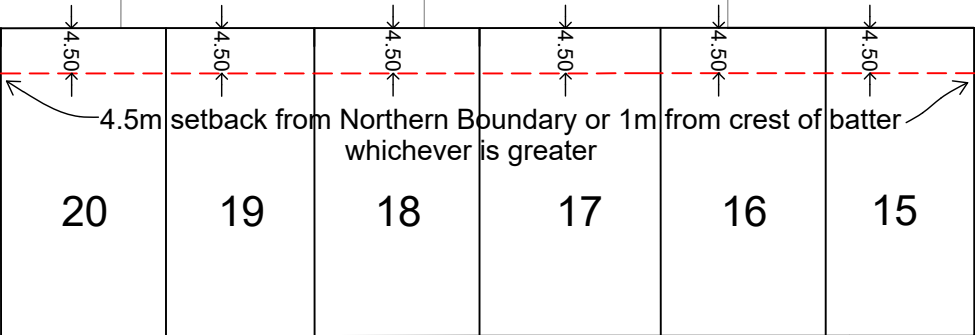 4.50 4.50 4.50 4.50 4.50 4.50
4.5m setback from Northern Boundary or 1m from crest of batter
whichever is greater
20 19 18 17 16 15